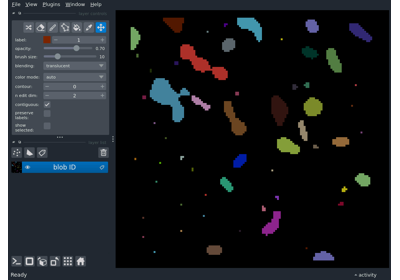 File View Plugins Window Help
label: 1
opacity: 0.70
brush size: 10
blending: translucent
color mode: auto
contour: 0
n edit dim: 2
contiguous: ✓
preserve
labels:
show
selected:
blob ID
Ready
activity